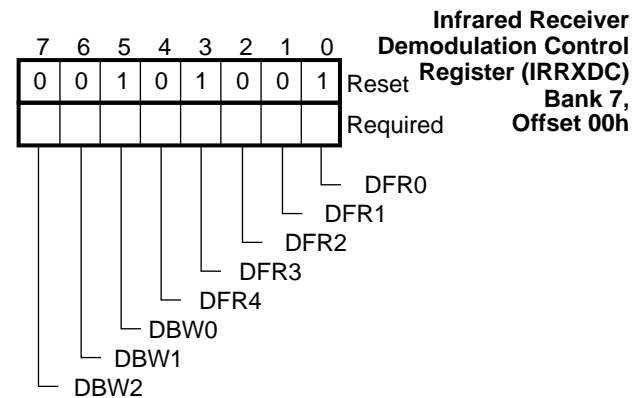 Infrared Receiver
Demodulation Control
Register (IRRXDC)
Bank 7,
Offset 00h
7 6 5 4 3 2 1 0
0 0 1 0 1 0 0 1 Reset
Required
DFR0
DFR1
DFR2
DFR3
DFR4
DBW0
DBW1
DBW2